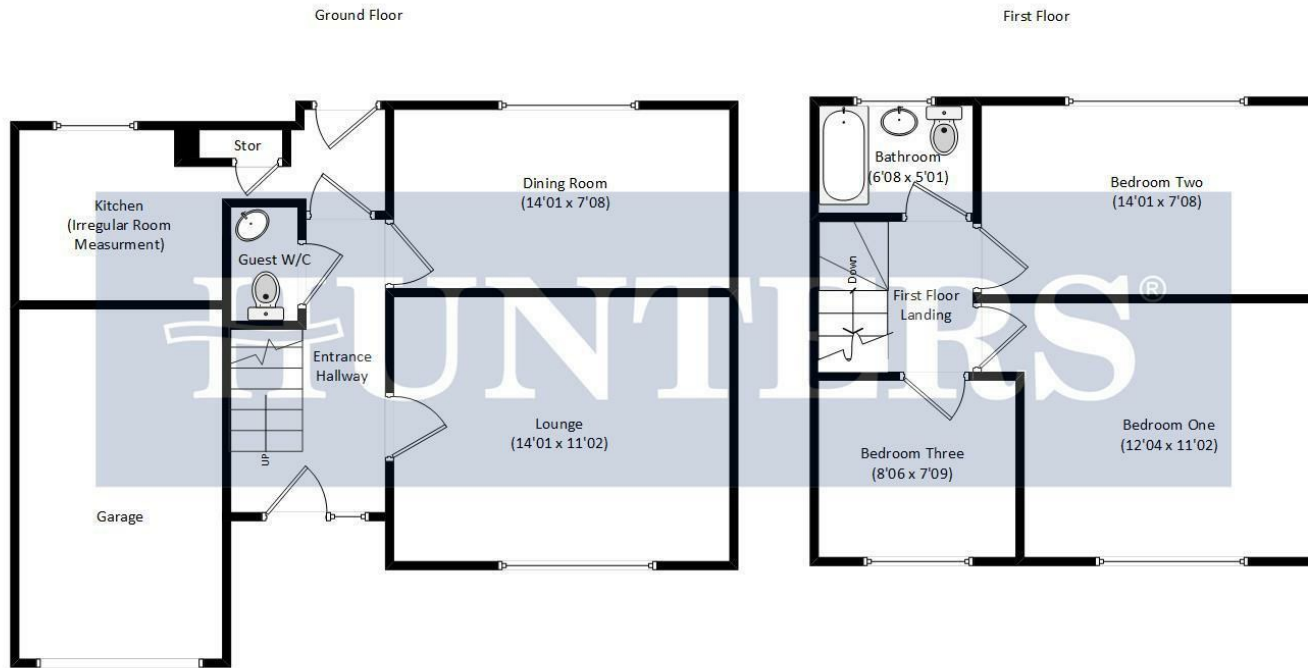 Ground Floor
Stor
Kitchen
(Irregular Room
Measurment)
Guest W/C
Dining Room
(14'01 x 7'08)
Entrance
Hallway
UP
Lounge
(14'01 x 11'02)
Garage
First Floor
Bathroom
(6'08 x 5'01)
Bedroom Two
(14'01 x 7'08)
Down
First Floor
Landing
Bedroom Three
(8'06 x 7'09)
Bedroom One
(12'04 x 11'02)
HUNTERS®